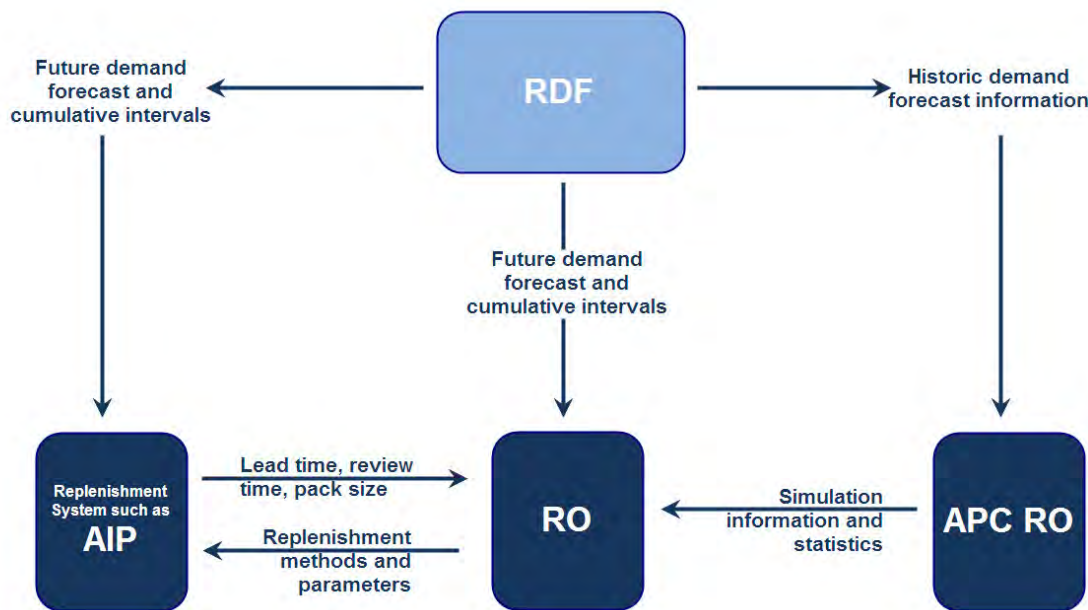 Future demand
forecast and
cumulative intervals
RDF
Historic demand
forecast information
Future demand
forecast and
cumulative intervals
Replenishment
System such as
AIP
Lead time, review
time, pack size
Replenishment
methods and
parameters
RO
Simulation
information and
statistics
APC RO